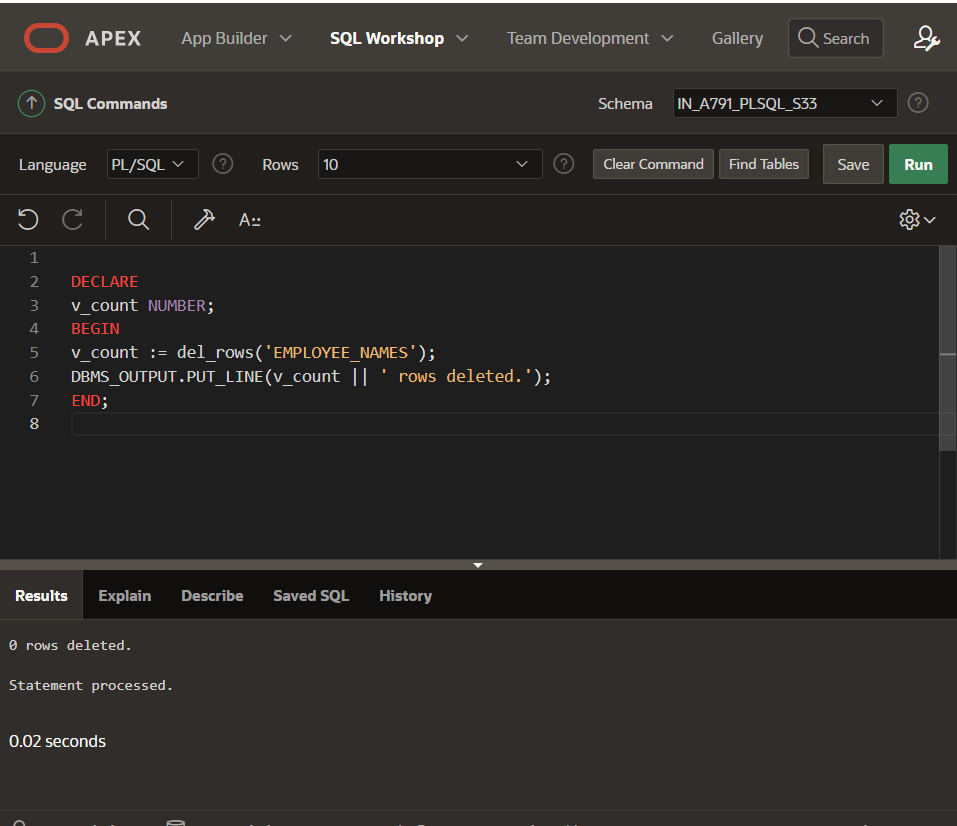 APEX App Builder SQL Workshop Team Development Gallery Search
SQL Commands Schema IN_A791_PLSQL_S33 ?
Language PL/SQL ? Rows 10 ? Clear Command Find Tables Save Run
A::
1
2 DECLARE
3 v_count NUMBER;
4 BEGIN
5 v_count := del_rows('EMPLOYEE_NAMES');
6 DBMS_OUTPUT.PUT_LINE(v_count || ' rows deleted.');
7 END;
8
Results Explain Describe Saved SQL History
0 rows deleted.
Statement processed.
0.02 seconds